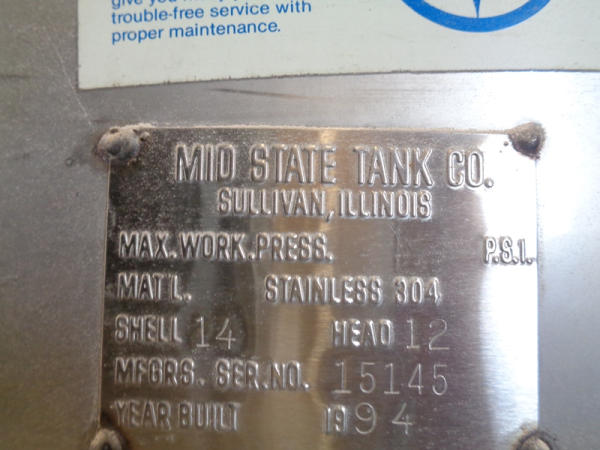 trouble-free service with
proper maintenance.
MID STATE TANK CO.
SULLIVAN, ILLINOIS
MAX. WORK. PRESS. P.S.I.
MAT'L. STAINLESS 304
SHELL 14 HEAD 12
MFGRS. SER. NO. 15145
YEAR BUILT 1994